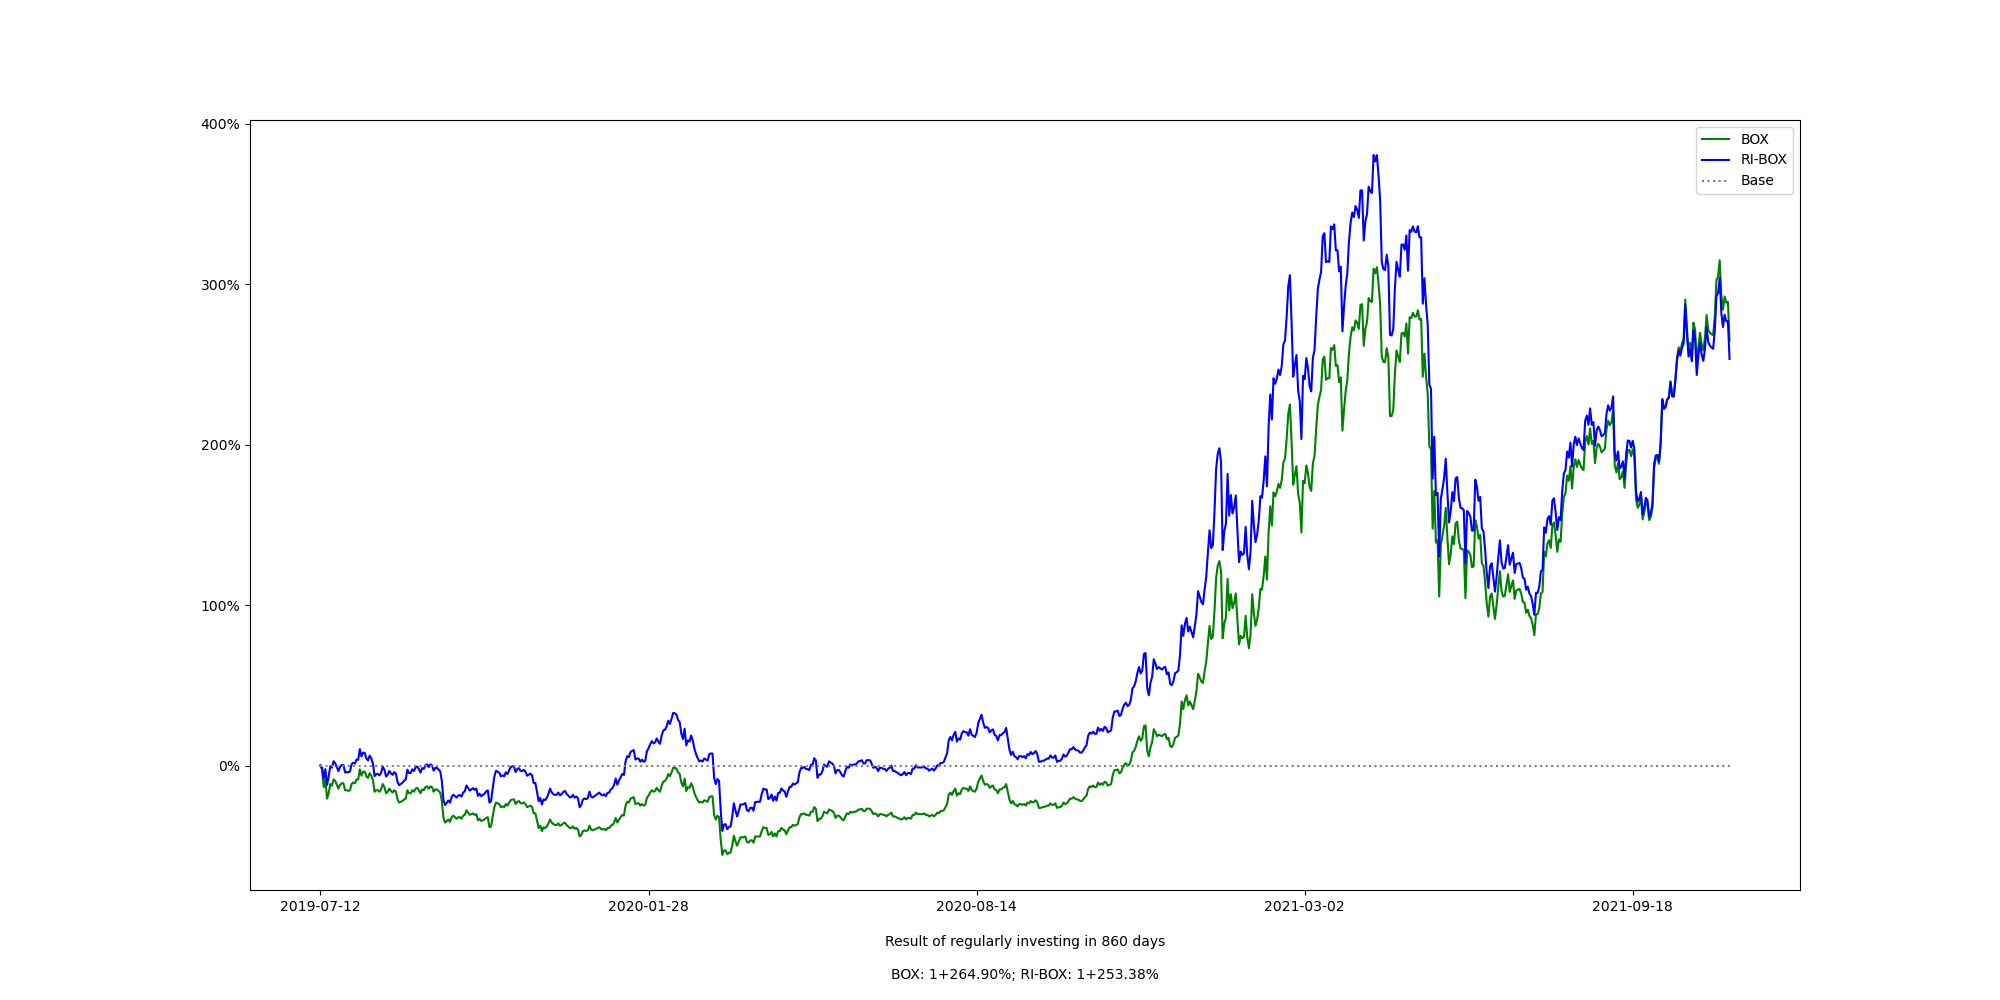 400%
300%
200%
100%
0%
BOX
RI-BOX
Base
2019-07-12
2020-01-28
2020-08-14
2021-03-02
2021-09-18
Result of regularly investing in 860 days
BOX: 1+264.90%; RI-BOX: 1+253.38%